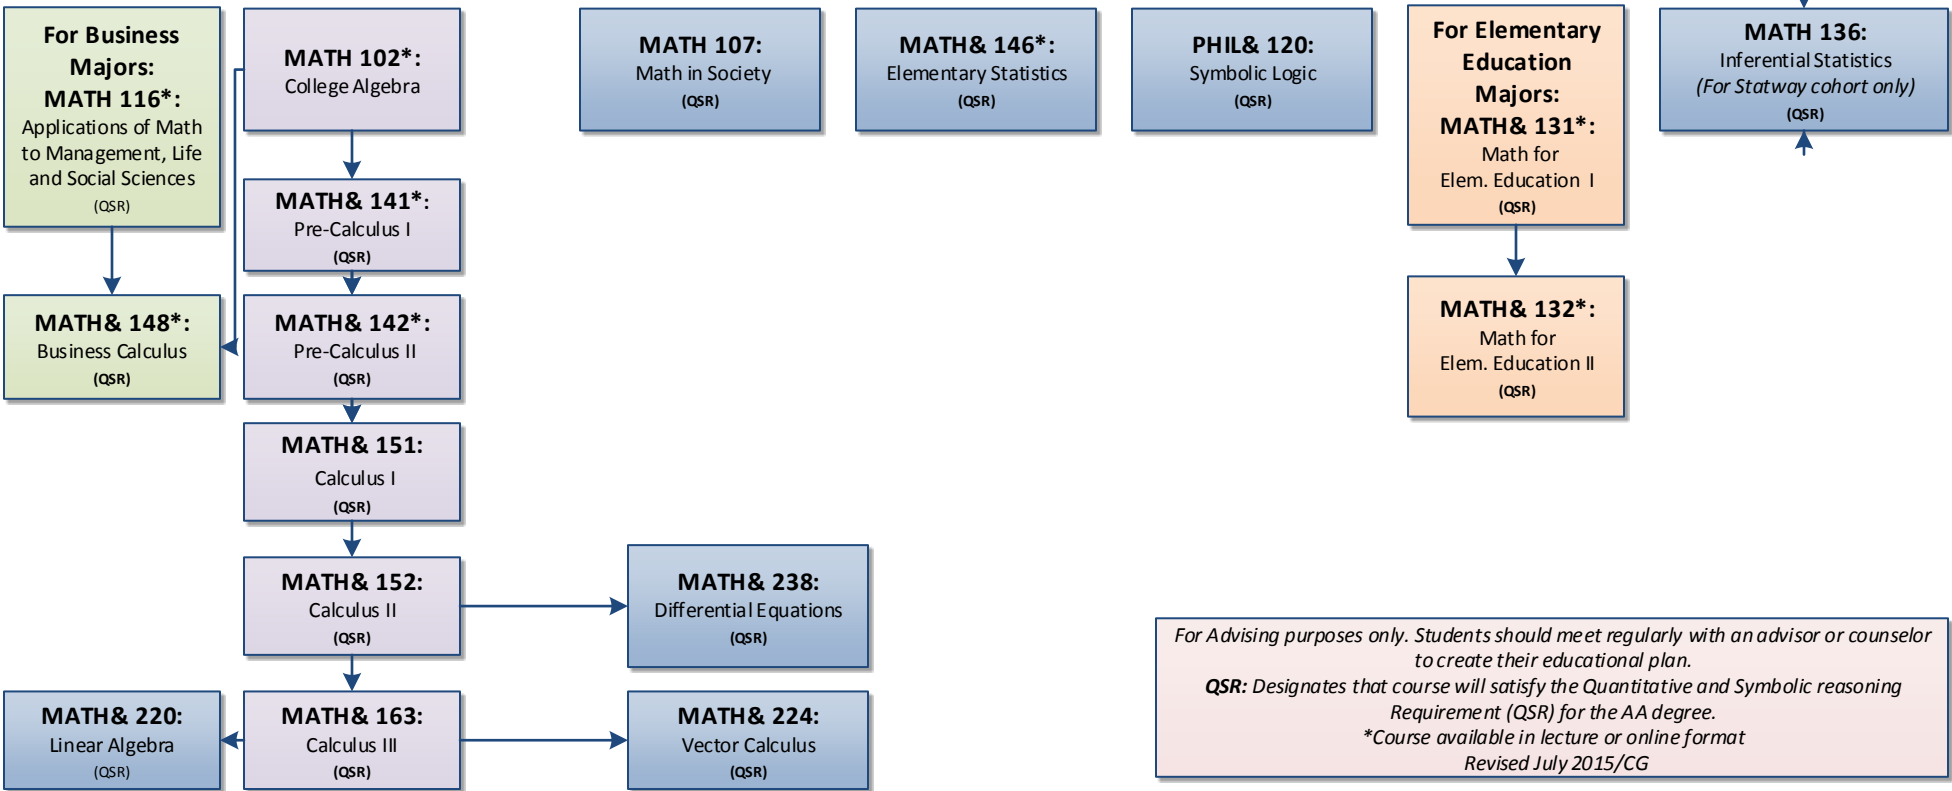 For Business
Majors:
MATH 116*:
Applications of Math
to Management, Life
and Social Sciences
(QSR)
MATH 102*:
College Algebra
MATH 107:
Math in Society
(QSR)
MATH& 146*:
Elementary Statistics
(QSR)
PHIL& 120:
Symbolic Logic
(QSR)
For Elementary
Education
Majors:
MATH& 131*:
Math for
Elem. Education I
(QSR)
MATH 136:
Inferential Statistics
(For Statway cohort only)
(QSR)
MATH& 141*:
Pre-Calculus I
(QSR)
MATH& 148*:
Business Calculus
(QSR)
MATH& 142*:
Pre-Calculus II
(QSR)
MATH& 132*:
Math for
Elem. Education II
(QSR)
MATH& 151:
Calculus I
(QSR)
MATH& 152:
Calculus II
(QSR)
MATH& 238:
Differential Equations
(QSR)
MATH& 220:
Linear Algebra
(QSR)
MATH& 163:
Calculus III
(QSR)
MATH& 224:
Vector Calculus
(QSR)
For Advising purposes only. Students should meet regularly with an advisor or counselor
to create their educational plan.
QSR: Designates that course will satisfy the Quantitative and Symbolic reasoning
Requirement (QSR) for the AA degree.
*Course available in lecture or online format
Revised July 2015/CG